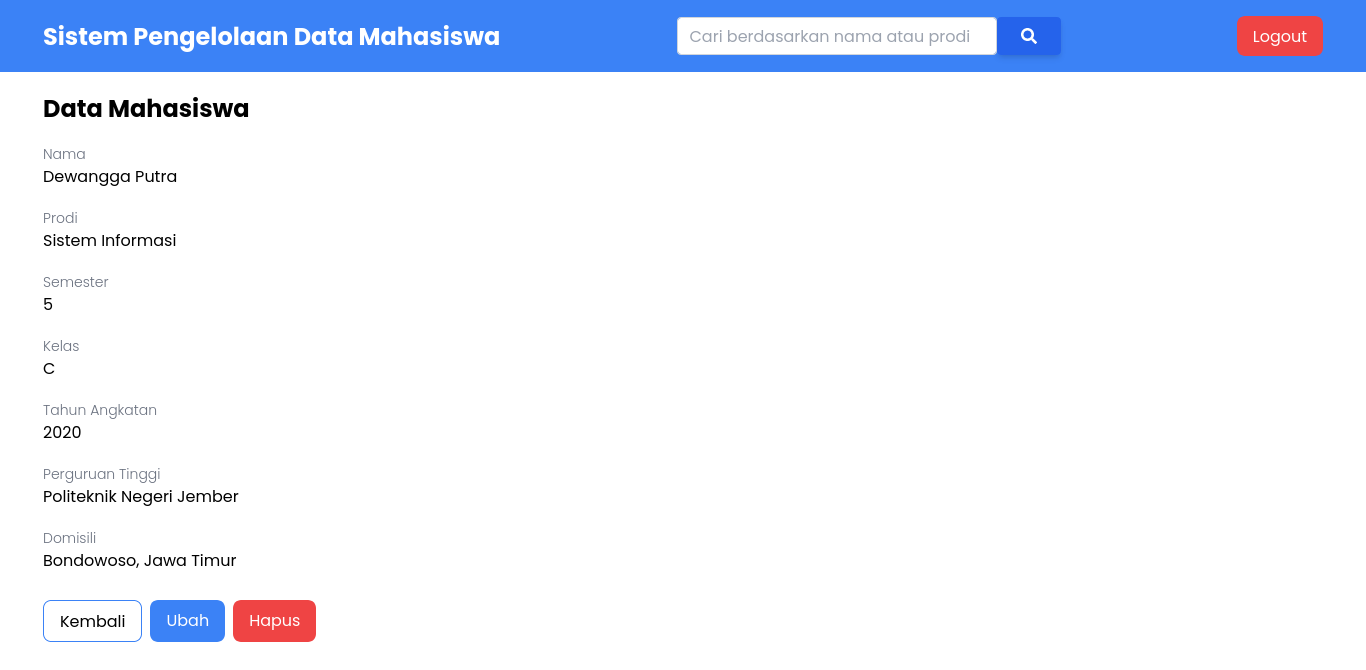 Sistem Pengelolaan Data Mahasiswa
Cari berdasarkan nama atau prodi
Logout
Data Mahasiswa
Nama
Dewangga Putra
Prodi
Sistem Informasi
Semester
5
Kelas
C
Tahun Angkatan
2020
Perguruan Tinggi
Politeknik Negeri Jember
Domisili
Bondowoso, Jawa Timur
Kembali
Ubah
Hapus